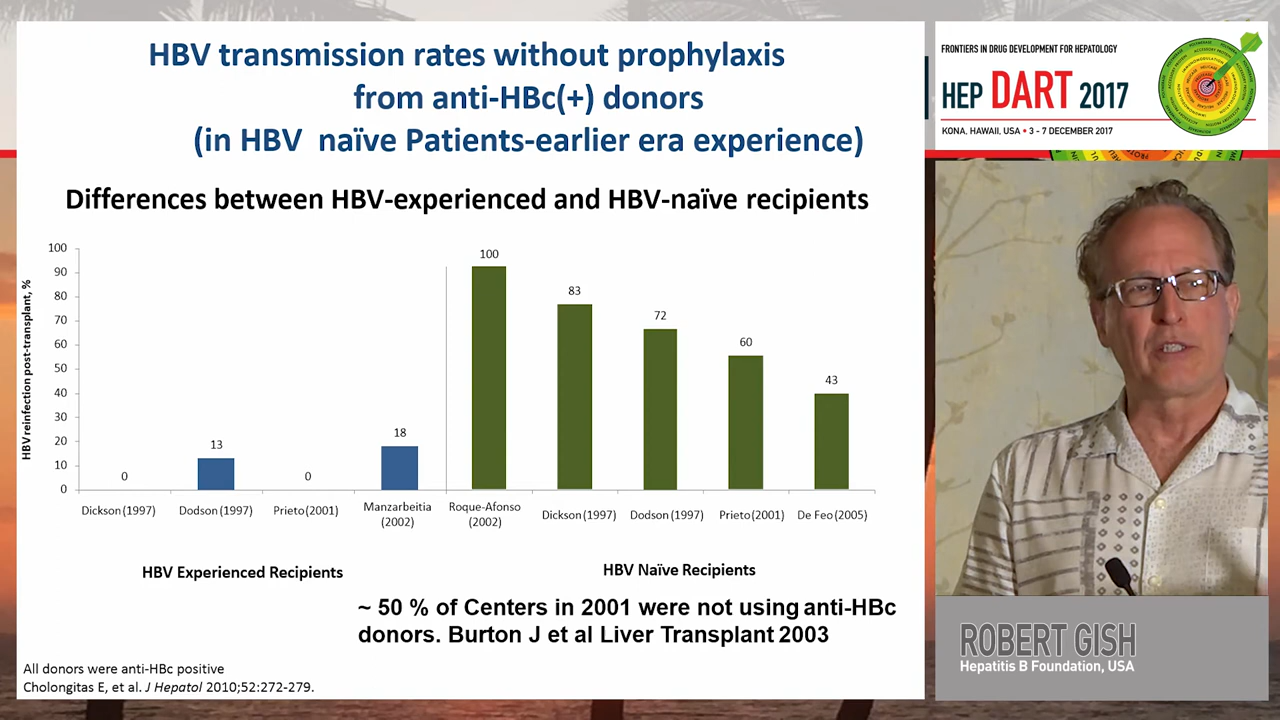 HBV transmission rates without prophylaxis
from anti-HBc(+) donors
(in HBV naïve Patients-earlier era experience)
Differences between HBV-experienced and HBV-naïve recipients
HBV reinfection post-transplant, %
100
90
80
70
60
50
40
30
20
10
0
0
13
0
18
100
83
72
60
43
Dickson (1997)
Dodson (1997)
Prieto (2001)
Manzarbeitia
(2002)
Roque-Afonso
(2002)
Dickson (1997)
Dodson (1997)
Prieto (2001)
De Feo (2005)
HBV Experienced Recipients
HBV Naïve Recipients
~ 50 % of Centers in 2001 were not using anti-HBc
donors. Burton J et al Liver Transplant 2003
All donors were anti-HBc positive
Cholongitas E, et al. J Hepatol 2010;52:272-279.
FRONTIERS IN DRUG DEVELOPMENT FOR HEPATOLOGY
HEP DART 2017
KONA, HAWAII, USA • 3 - 7 DECEMBER 2017
ROBERT GISH
Hepatitis B Foundation, USA